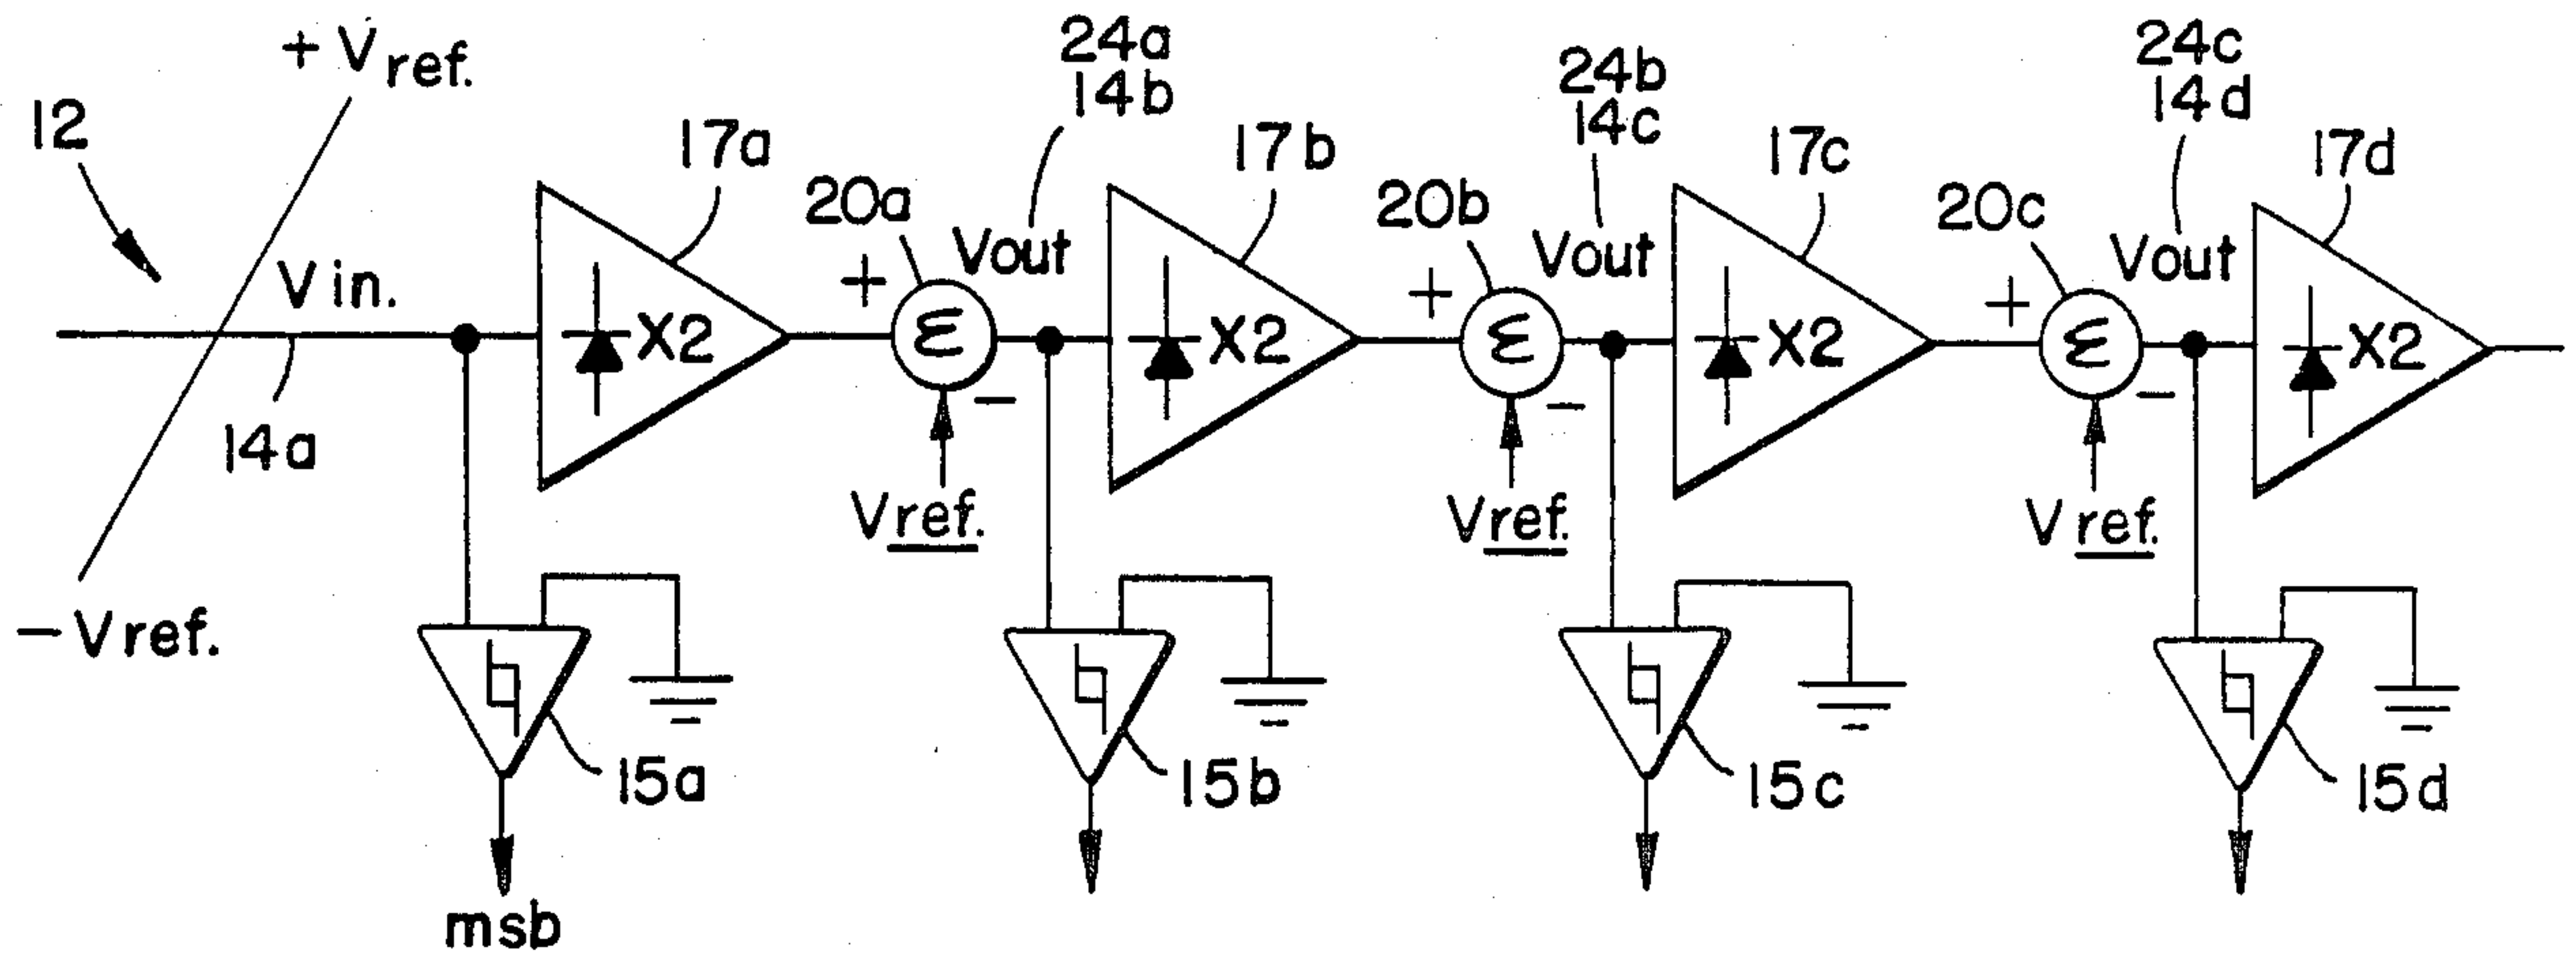 12
+ Vref.
Vin.
14a
- Vref.
17a
X2
20a
+
ε
-
Vref.
24a
14b
Vout
17b
X2
20b
+
ε
-
Vref.
24b
14c
Vout
17c
X2
20c
+
ε
-
Vref.
24c
14d
Vout
17d
X2
15a
msb
15b
15c
15d